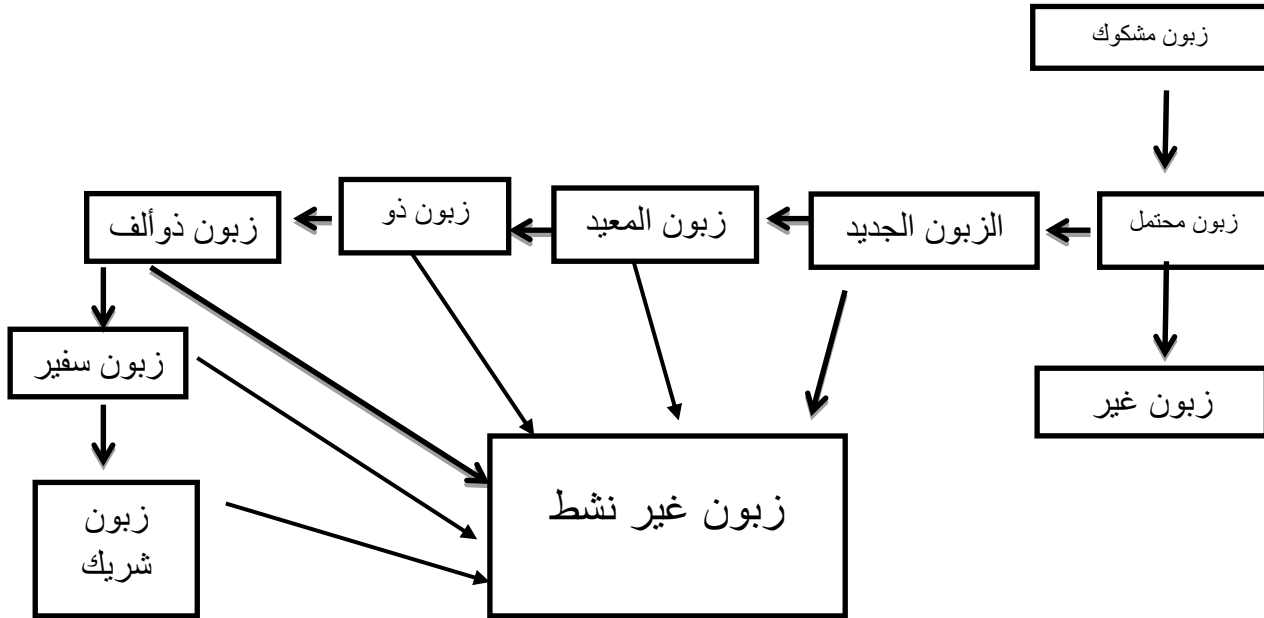 زبون مشكوك
زبون محتمل
الزبون الجديد
زبون المعيد
زبون ذو
زبون ذوألف
زبون سفير
زبون غير
زبون غير نشط
زبون
شريك